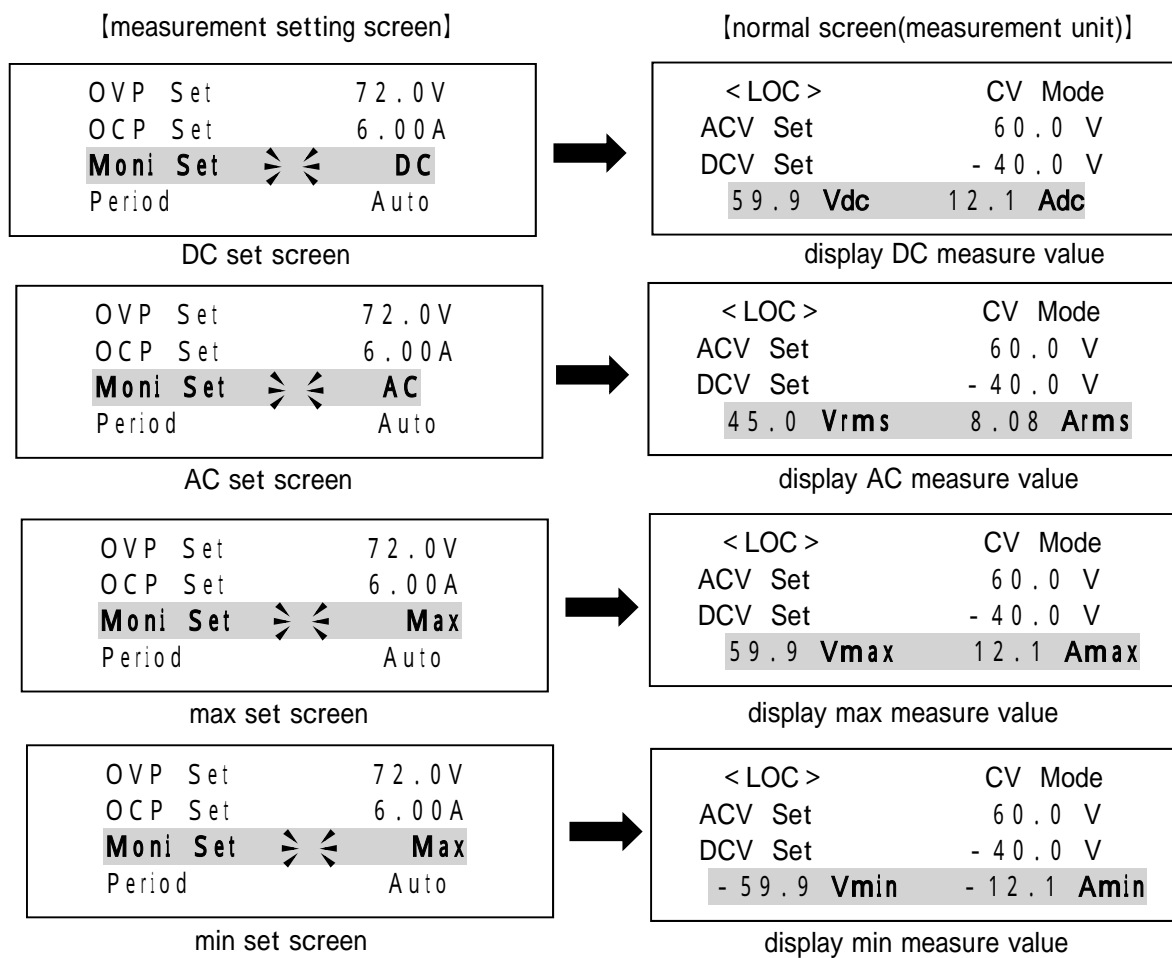 【measurement setting screen】
【normal screen(measurement unit)】
OVP Set 72.0V
OCP Set 6.00A
Moni Set DC
Period Auto
DC set screen
<LOC> CV Mode
ACV Set 60.0 V
DCV Set -40.0 V
59.9 Vdc 12.1 Adc
display DC measure value
OVP Set 72.0V
OCP Set 6.00A
Moni Set AC
Period Auto
AC set screen
<LOC> CV Mode
ACV Set 60.0 V
DCV Set -40.0 V
45.0 Vrms 8.08 Arms
display AC measure value
OVP Set 72.0V
OCP Set 6.00A
Moni Set Max
Period Auto
max set screen
<LOC> CV Mode
ACV Set 60.0 V
DCV Set -40.0 V
59.9 Vmax 12.1 Amax
display max measure value
OVP Set 72.0V
OCP Set 6.00A
Moni Set Max
Period Auto
min set screen
<LOC> CV Mode
ACV Set 60.0 V
DCV Set -40.0 V
-59.9 Vmin -12.1 Amin
display min measure value